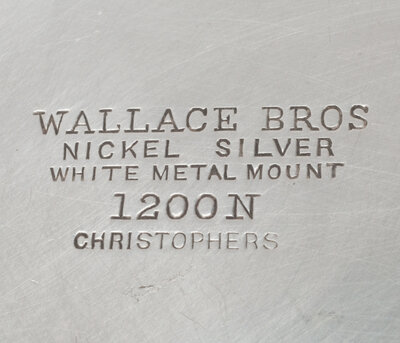 WALLACE BROS
NICKEL SILVER
WHITE METAL MOUNT
1200N
CHRISTOPHERS